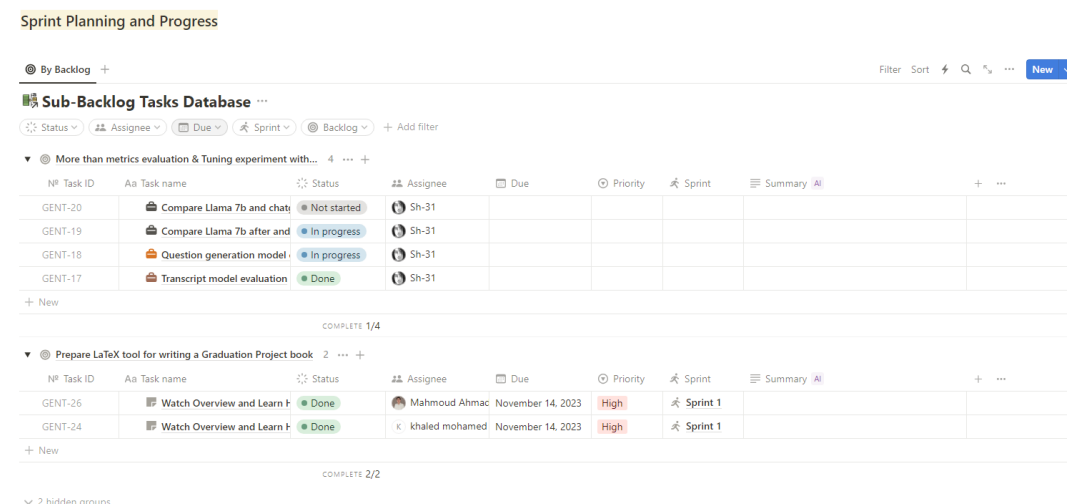 Sprint Planning and Progress
By Backlog
Filter Sort New
Sub-Backlog Tasks Database
Status Assignee Due Sprint Backlog Add filter
More than metrics evaluation & Tuning experiment with... 4
Nº Task ID Aa Task name Status Assignee Due Priority Sprint Summary AI
GENT-20 Compare Llama 7b and chatg Not started Sh-31
GENT-19 Compare Llama 7b after and In progress Sh-31
GENT-18 Question generation model In progress Sh-31
GENT-17 Transcript model evaluation Done Sh-31
New
COMPLETE 1/4
Prepare LaTeX tool for writing a Graduation Project book 2
Nº Task ID Aa Task name Status Assignee Due Priority Sprint Summary AI
GENT-26 Watch Overview and Learn H Done Mahmoud Ahmad November 14, 2023 High Sprint 1
GENT-24 Watch Overview and Learn H Done K khaled mohamed November 14, 2023 High Sprint 1
New
COMPLETE 2/2
2 hidden groups